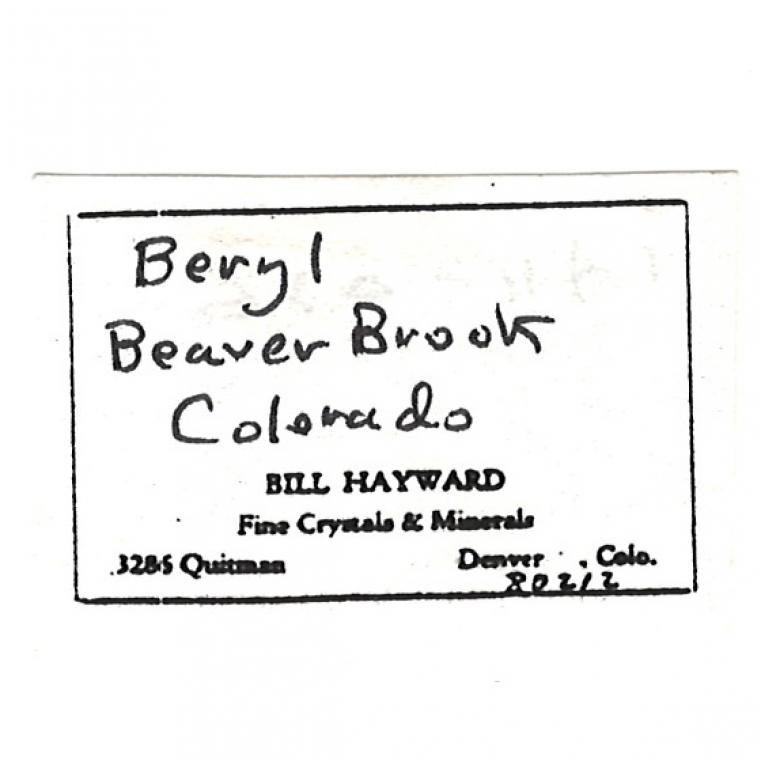 Beryl
Beaver Brook
Colorado
BILL HAYWARD
Fine Crystals & Minerals
3285 Quitman Denver , Colo.
80212